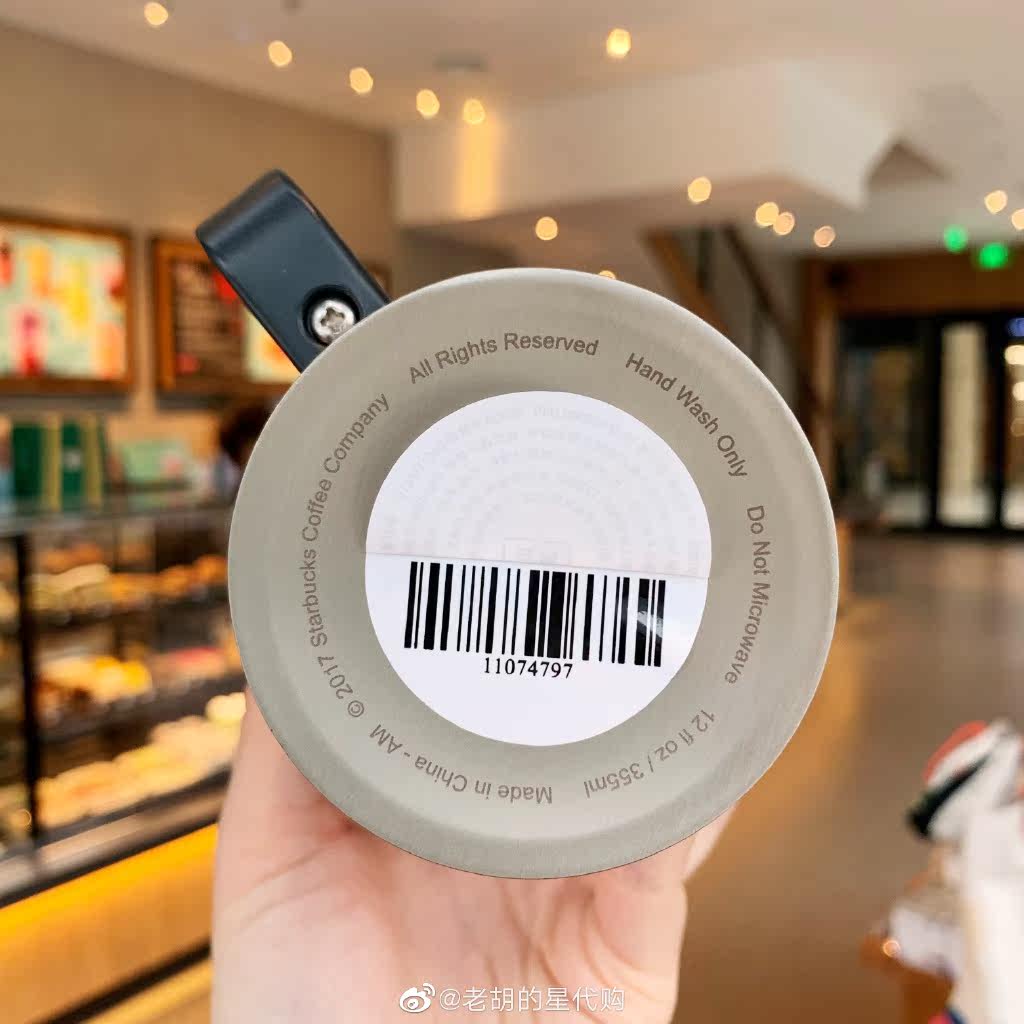 © 2017 Starbucks Coffee Company
All Rights Reserved
Hand Wash Only
Do Not Microwave
12 fl oz / 355ml
Made in China - AM
11074797
@老胡的星代购